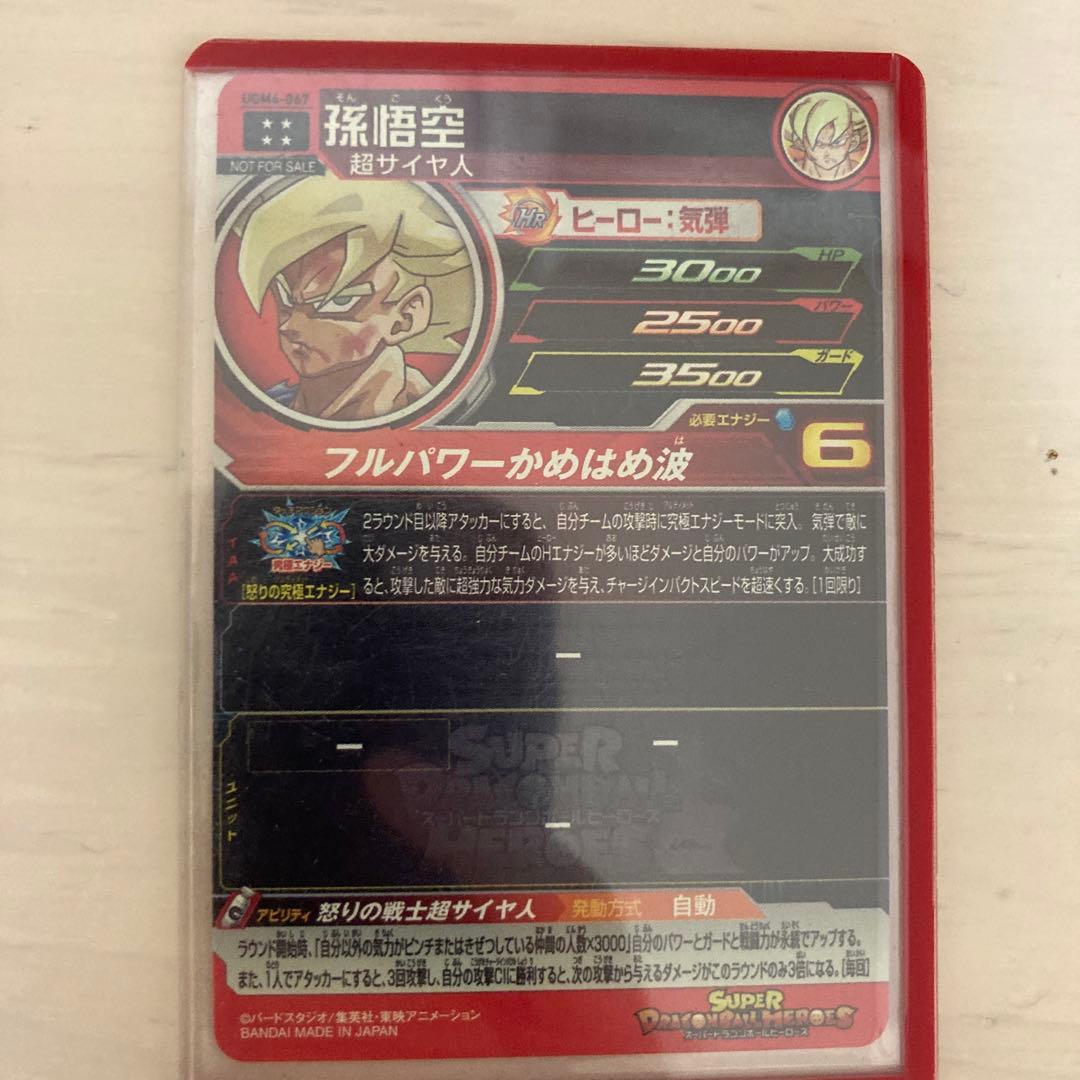 UGM4-067
★★
★★
NOT FOR SALE
そん ご くう
孫悟空
超サイヤ人
HR
ヒーロー:気弾
3000
HP
2500
パワー
3500
ガード
必要エナジー
6
は
フルパワーかめはめ波
TAA
究極エナジー
[怒りの究極エナジー]
2ラウンド目以降アタッカーにすると、自分チームの攻撃時に究極エナジーモードに突入。気弾で敵に
大ダメージを与える。自分チームのHエナジーが多いほどダメージと自分のパワーがアップ。大成功す
ると、攻撃した敵に超強力な気力ダメージを与え、チャージインパクトスピードを超速くする。[1回限り]
ー
ユニット
ー
ー
ー
SUPER
DRAGONBALL
スーパードラゴンボールヒーローズ
HEROES
アビリティ
怒りの戦士超サイヤ人
発動方式
自動
ラウンド開始時、「自分以外の気力がピンチまたはきぜつしている仲間の人数×3000」自分のパワーとガードと戦闘力が永続でアップする。
また、1人でアタッカーにすると、3回攻撃し、自分の攻撃CIに勝利すると、次の攻撃から与えるダメージがこのラウンドのみ3倍になる。[毎回]
©バードスタジオ/集英社・東映アニメーション
BANDAI MADE IN JAPAN
SUPER
DRAGONBALL HEROES
スーパードラゴンボールヒーローズ